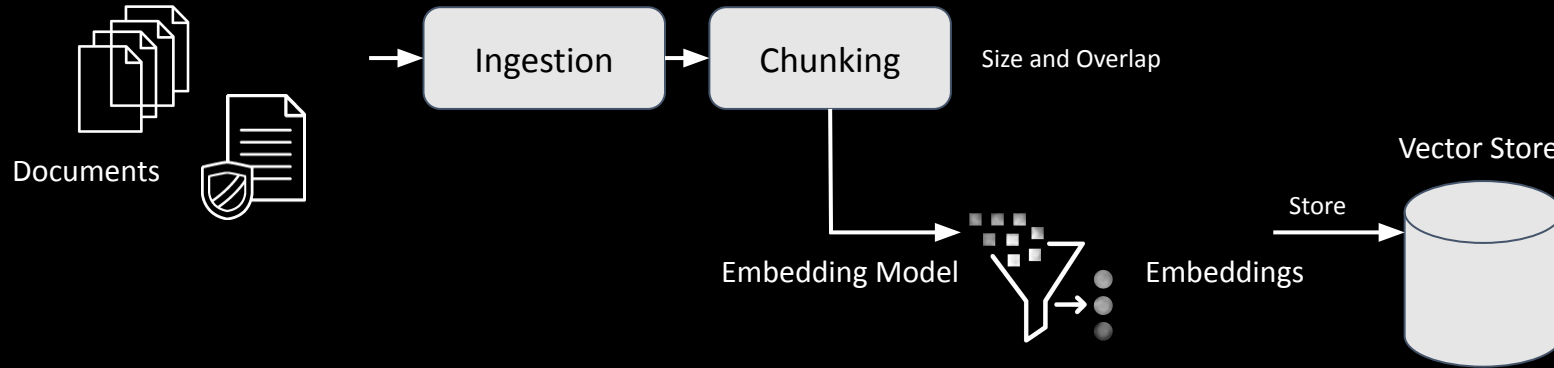 Documents
Ingestion
Chunking
Size and Overlap
Embedding Model
Embeddings
Store
Vector Store